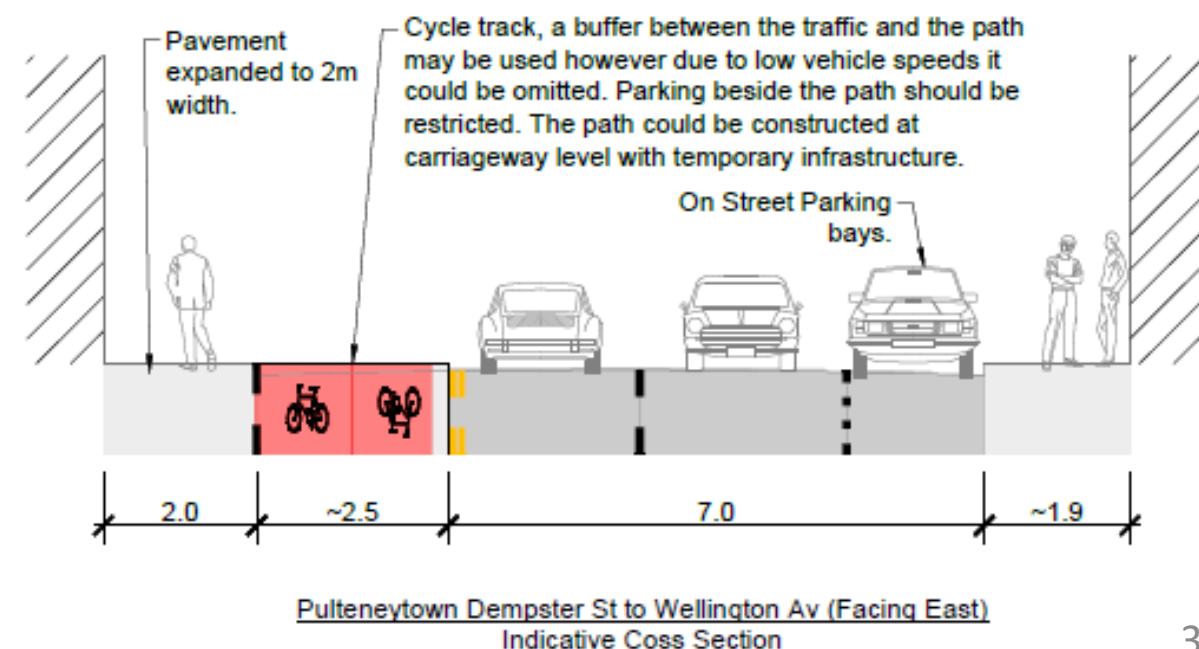 Pavement
expanded to 2m
width.
Cycle track, a buffer between the traffic and the path
may be used however due to low vehicle speeds it
could be omitted. Parking beside the path should be
restricted. The path could be constructed at
carriageway level with temporary infrastructure.
On Street Parking
bays.
2.0
~2.5
7.0
~1.9
Pulteneytown Dempster St to Wellington Av (Facing East)
Indicative Coss Section
3